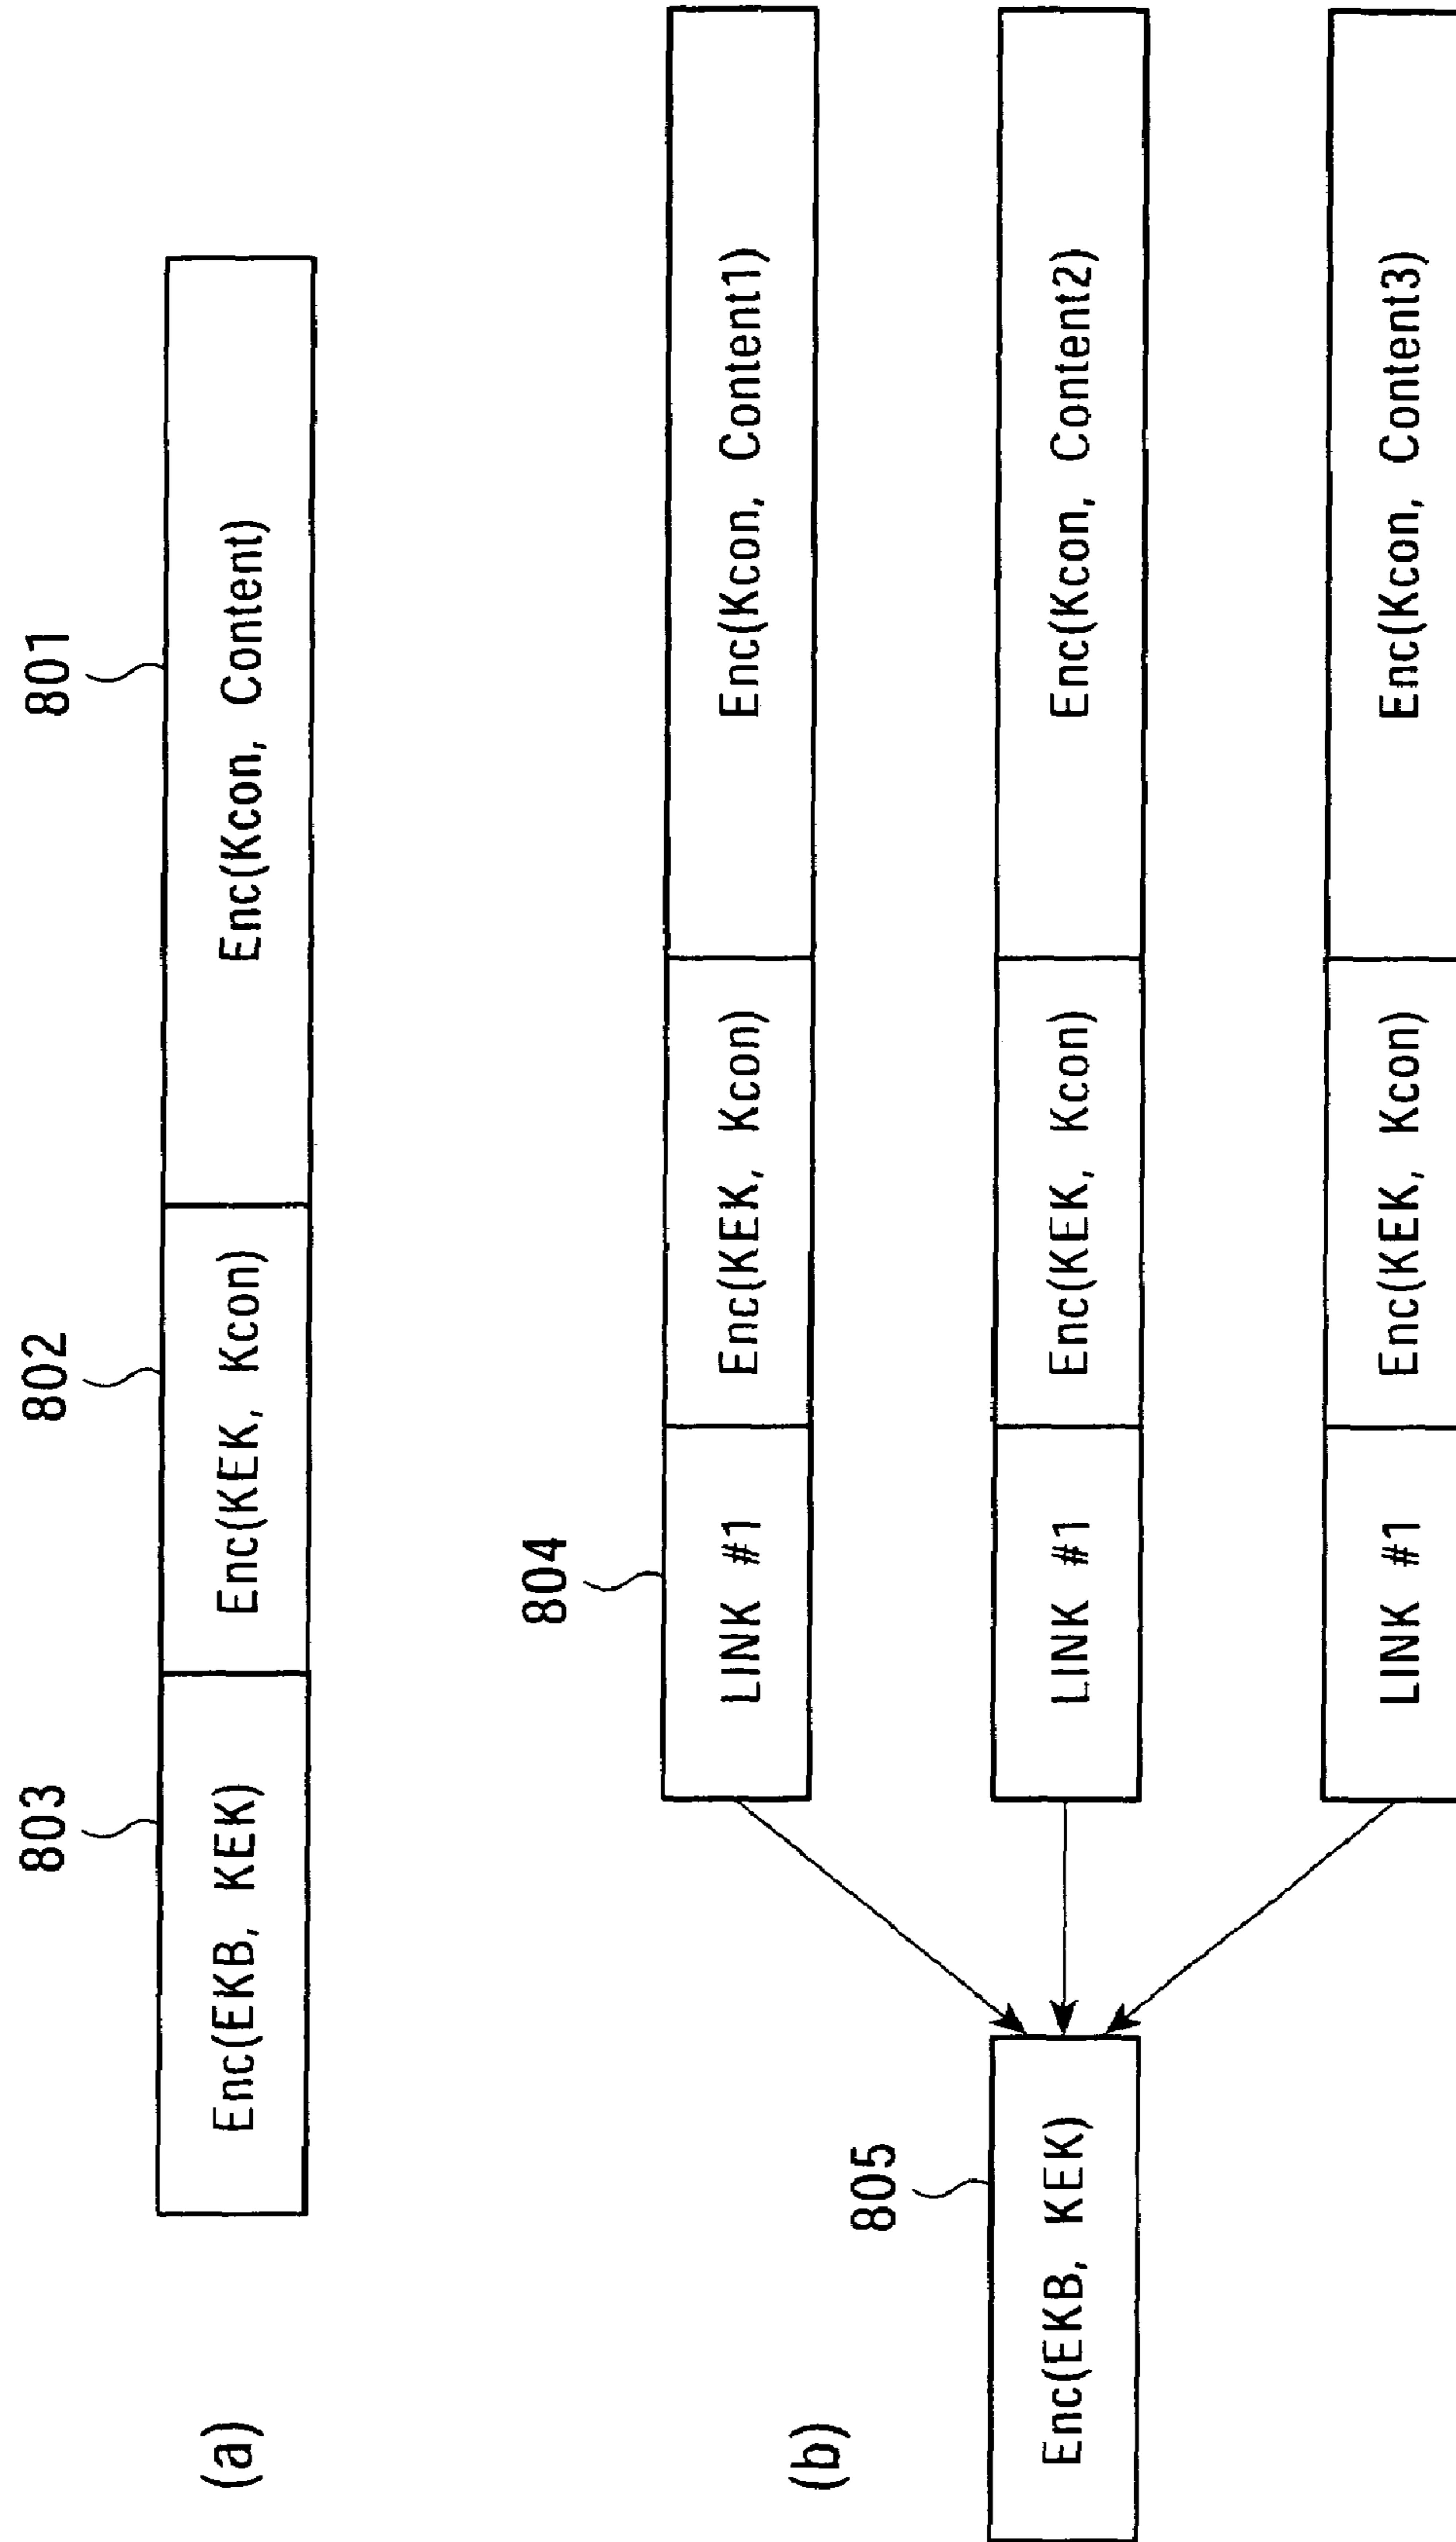 803
802
801
(a)
Enc(EKB, KEK)
Enc(KEK, Kcon)
Enc(Kcon, Content)
804
LINK #1
Enc(KEK, Kcon)
Enc(Kcon, Content1)
(b)
805
Enc(EKB, KEK)
LINK #1
Enc(KEK, Kcon)
Enc(Kcon, Content2)
LINK #1
Enc(KEK, Kcon)
Enc(Kcon, Content3)